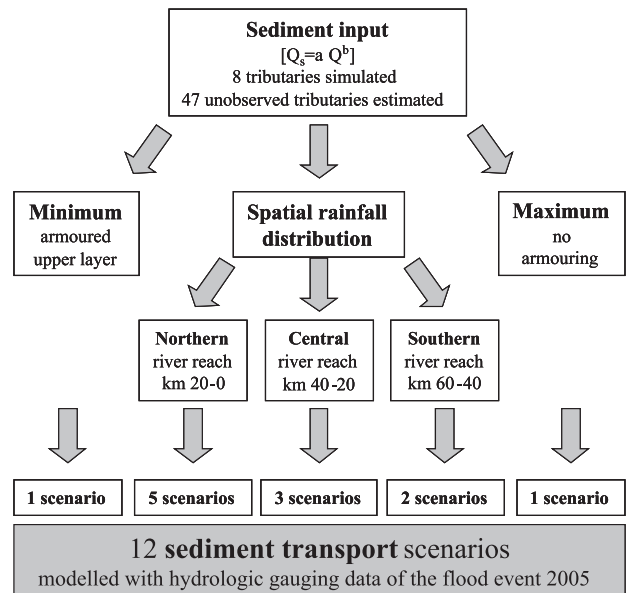 Sediment input
[Qs=a Qb]
8 tributaries simulated
47 unobserved tributaries estimated
Minimum
armoured
upper layer
Spatial rainfall
distribution
Maximum
no
armouring
Northern
river reach
km 20-0
Central
river reach
km 40-20
Southern
river reach
km 60-40
1 scenario
5 scenarios
3 scenarios
2 scenarios
1 scenario
12 sediment transport scenarios
modelled with hydrologic gauging data of the flood event 2005